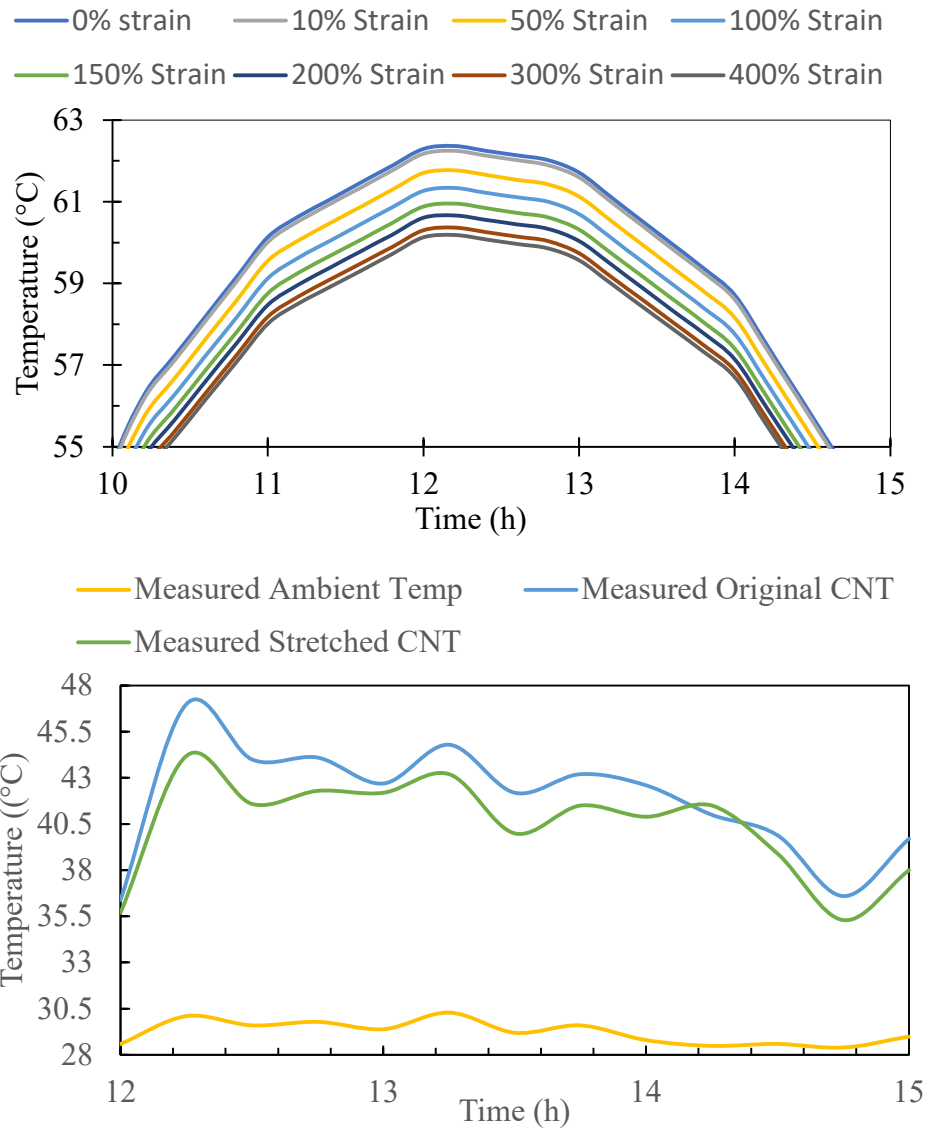 0% strain 10% Strain 50% Strain 100% Strain
150% Strain 200% Strain 300% Strain 400% Strain
63
61
59
57
55
Temperature (°C)
10 11 12 13 14 15
Time (h)
Measured Ambient Temp Measured Original CNT
Measured Stretched CNT
48
45.5
43
40.5
38
35.5
33
30.5
28
Temperature ((°C)
12 13 14 15
Time (h)